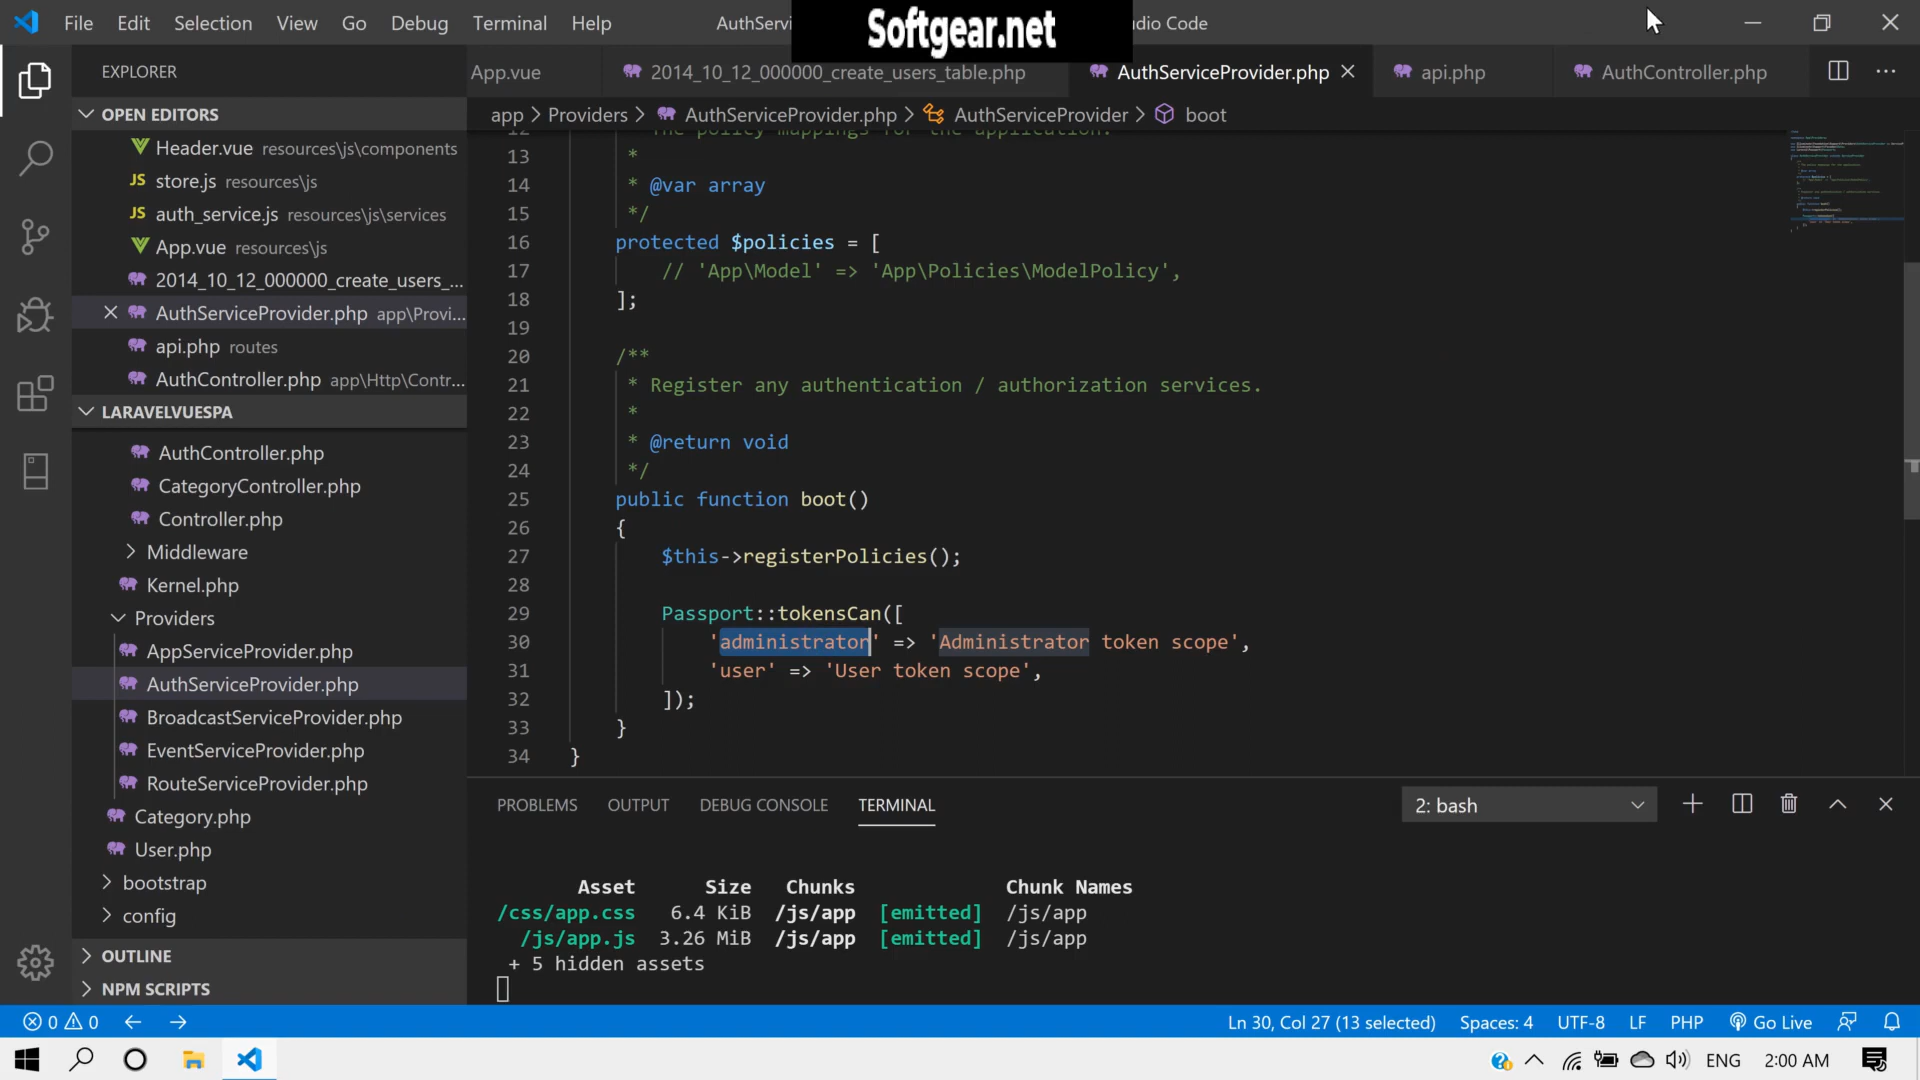 File Edit Selection View Go Debug Terminal Help AuthServi
Softgear.net
dio Code
EXPLORER
App.vue 2014_10_12_000000_create_users_table.php AuthServiceProvider.php api.php AuthController.php
OPEN EDITORS
app > Providers > AuthServiceProvider.php > AuthServiceProvider > boot
Header.vue resources\js\components
store.js resources\js
auth_service.js resources\js\services
App.vue resources\js
2014_10_12_000000_create_users_...
AuthServiceProvider.php app\Provi...
api.php routes
AuthController.php app\Http\Contr...
LARAVELVUESPA
AuthController.php
CategoryController.php
Controller.php
Middleware
Kernel.php
Providers
AppServiceProvider.php
AuthServiceProvider.php
BroadcastServiceProvider.php
EventServiceProvider.php
RouteServiceProvider.php
Category.php
User.php
bootstrap
config
OUTLINE
NPM SCRIPTS
12 The policy mappings for the application.
13 *
14 * @var array
15 */
16 protected $policies = [
17 // 'App\Model' => 'App\Policies\ModelPolicy',
18 ];
19
20 /**
21 * Register any authentication / authorization services.
22 *
23 * @return void
24 */
25 public function boot()
26 {
27 $this->registerPolicies();
28
29 Passport::tokensCan([
30 'administrator' => 'Administrator token scope',
31 'user' => 'User token scope',
32 ]);
33 }
34 }
PROBLEMS OUTPUT DEBUG CONSOLE TERMINAL 2: bash
Asset Size Chunks Chunk Names
/css/app.css 6.4 KiB /js/app [emitted] /js/app
/js/app.js 3.26 MiB /js/app [emitted] /js/app
+ 5 hidden assets
0 0 Ln 30, Col 27 (13 selected) Spaces: 4 UTF-8 LF PHP Go Live
ENG 2:00 AM